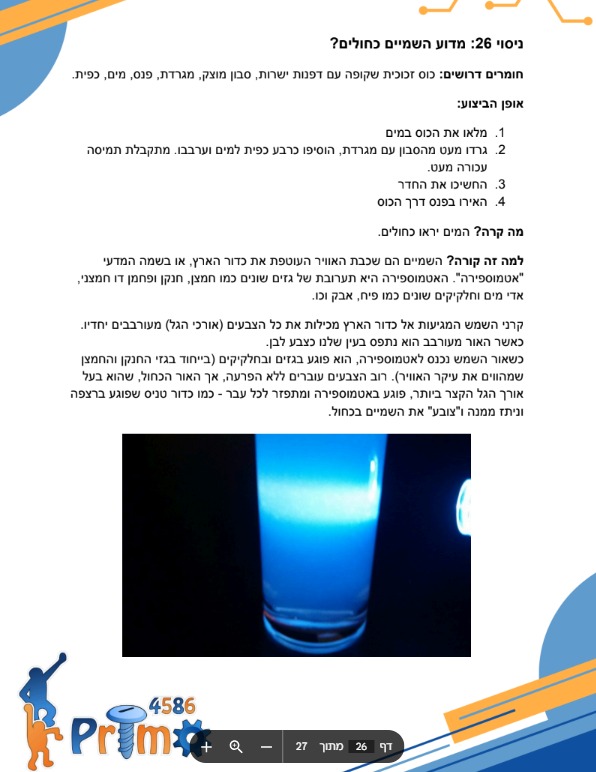 ניסוי 26: מדוע השמיים כחולים?
חומרים דרושים: כוס זכוכית שקופה עם דפנות ישרות, סבון מוצק, מגרדת, פנס, מים, כפית.
אופן הביצוע:
1. מלאו את הכוס במים
2. גרדו מעט מהסבון עם מגרדת, הוסיפו כרבע כפית למים וערבבו. מתקבלת תמיסה
עכורה מעט.
3. החשיכו את החדר
4. האירו בפנס דרך הכוס
מה קרה? המים יראו כחולים.
למה זה קורה? השמיים הם שכבת האוויר העוטפת את כדור הארץ, או בשמה המדעי
"אטמוספירה". האטמוספירה היא תערובת של גזים שונים כמו חמצן, חנקן ופחמן דו חמצני,
אדי מים וחלקיקים שונים כמו פיח, אבק וכו.
קרני השמש המגיעות אל כדור הארץ מכילות את כל הצבעים (אורכי הגל) מעורבבים יחדיו.
כאשר האור מעורבב הוא נתפס בעין שלנו כצבע לבן.
כשאור השמש נכנס לאטמוספירה, הוא פוגע בגזים ובחלקיקים (בייחוד בגזי החנקן והחמצן
שמהווים את עיקר האוויר). רוב הצבעים עוברים ללא הפרעה, אך האור הכחול, שהוא בעל
אורך הגל הקצר ביותר, פוגע באטמוספירה ומתפזר לכל עבר - כמו כדור טניס שפוגע ברצפה
וניתז ממנה ו"צובע" את השמיים בכחול.
4586
Primo
דף 26 מתוך 27